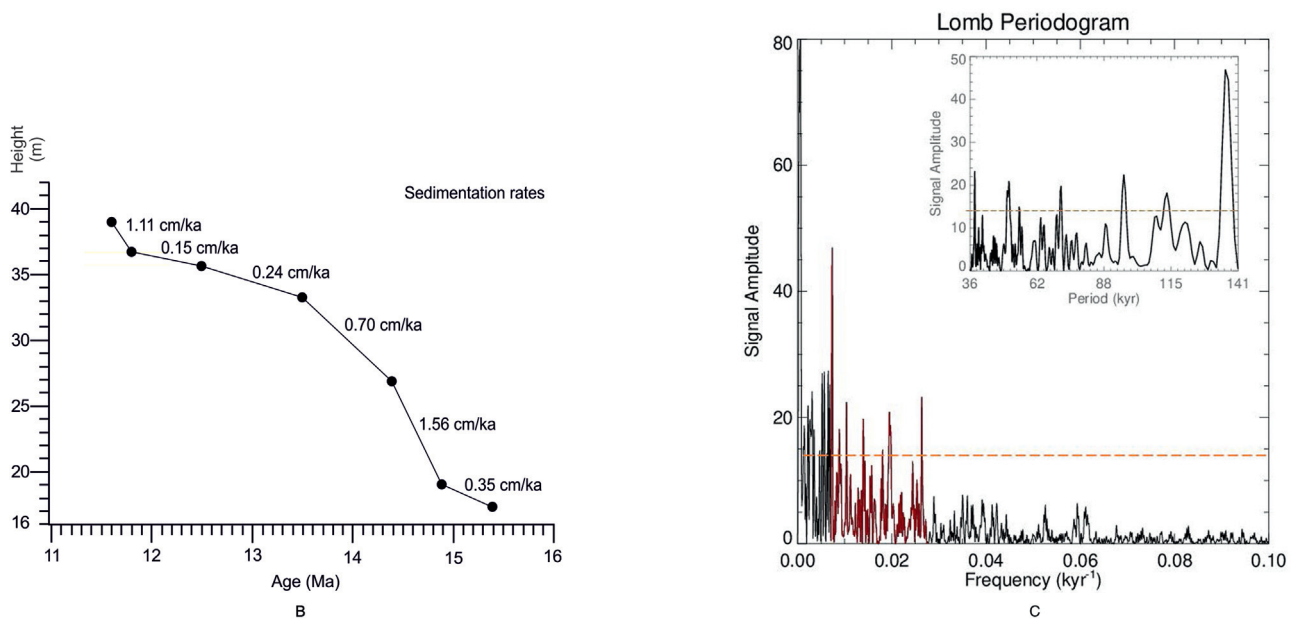 Height
(m)
Sedimentation rates
40
1.11 cm/ka
0.15 cm/ka
35
0.24 cm/ka
30
0.70 cm/ka
25
1.56 cm/ka
20
0.35 cm/ka
16
11 12 13 14 15 16
Age (Ma)
B
Lomb Periodogram
80
60
40
20
0
Signal Ampltude
0.00 0.02 0.04 0.06 0.08 0.10
Frequency (kyr-1)
50
40
30
20
10
0
Signal Amplitude
36 62 88 115 141
Period (kyr)
C